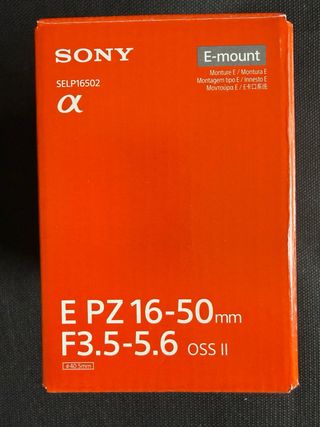 SONY
E-mount
SELP16502
Monture E / Montura E
Montagem tipo E / Innesto E
Μοντούρα E / E卡口系统
α
E PZ 16-50mm
F3.5-5.6 OSS II
ø40.5mm